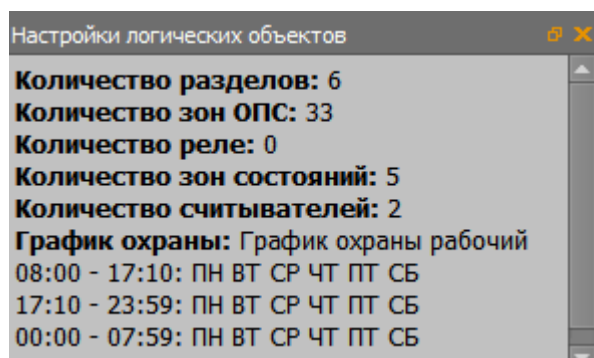 Настройки логических объектов
Количество разделов: 6
Количество зон ОПС: 33
Количество реле: 0
Количество зон состояний: 5
Количество считывателей: 2
График охраны: График охраны рабочий
08:00 - 17:10: ПН ВТ СР ЧТ ПТ СБ
17:10 - 23:59: ПН ВТ СР ЧТ ПТ СБ
00:00 - 07:59: ПН ВТ СР ЧТ ПТ СБ